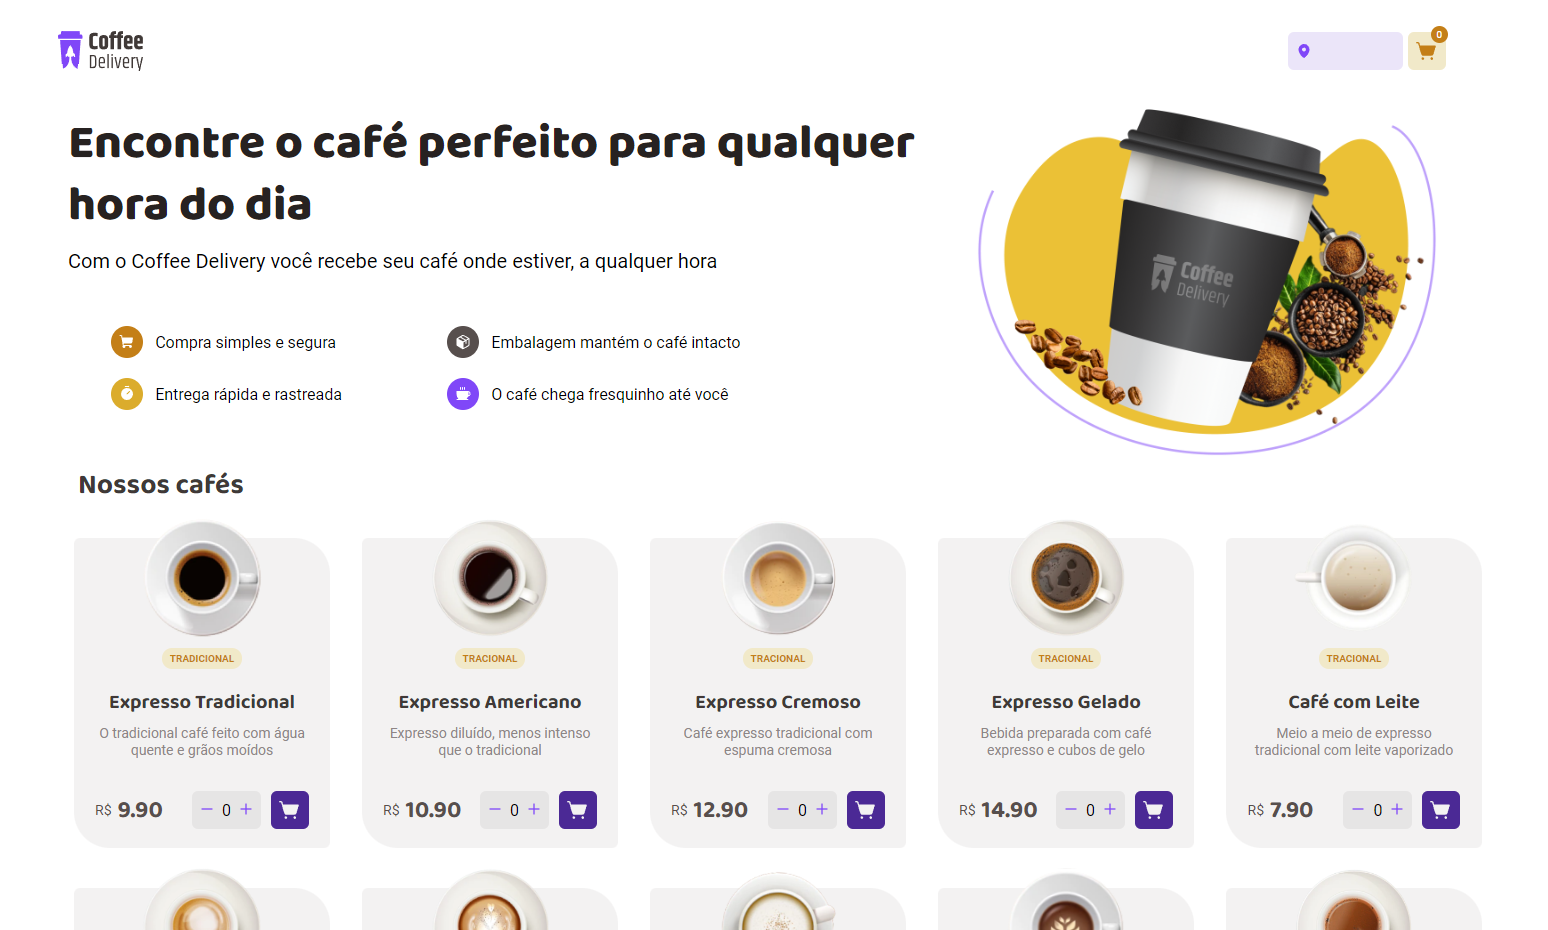 Coffee
Delivery
0
Encontre o café perfeito para qualquer
hora do dia
Com o Coffee Delivery você recebe seu café onde estiver, a qualquer hora
Compra simples e segura
Embalagem mantém o café intacto
Entrega rápida e rastreada
O café chega fresquinho até você
Coffee
Delivery
Nossos cafés
TRADICIONAL
Expresso Tradicional
O tradicional café feito com água
quente e grãos moídos
R$ 9.90 − 0 +
TRACIONAL
Expresso Americano
Expresso diluído, menos intenso
que o tradicional
R$ 10.90 − 0 +
TRACIONAL
Expresso Cremoso
Café expresso tradicional com
espuma cremosa
R$ 12.90 − 0 +
TRACIONAL
Expresso Gelado
Bebida preparada com café
expresso e cubos de gelo
R$ 14.90 − 0 +
TRACIONAL
Café com Leite
Meio a meio de expresso
tradicional com leite vaporizado
R$ 7.90 − 0 +